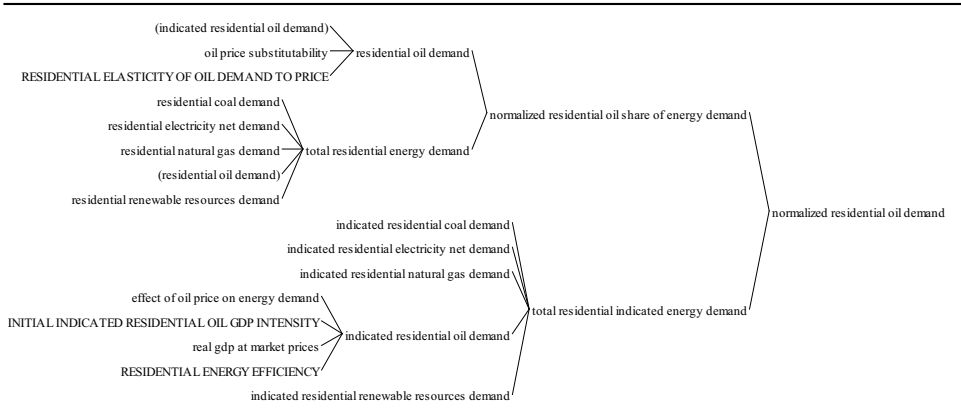 (indicated residential oil demand)
oil price substitutability
residential oil demand
RESIDENTIAL ELASTICITY OF OIL DEMAND TO PRICE
residential coal demand
normalized residential oil share of energy demand
residential electricity net demand
residential natural gas demand
total residential energy demand
(residential oil demand)
residential renewable resources demand
normalized residential oil demand
indicated residential coal demand
indicated residential electricity net demand
indicated residential natural gas demand
effect of oil price on energy demand
total residential indicated energy demand
INITIAL INDICATED RESIDENTIAL OIL GDP INTENSITY
indicated residential oil demand
real gdp at market prices
RESIDENTIAL ENERGY EFFICIENCY
indicated residential renewable resources demand